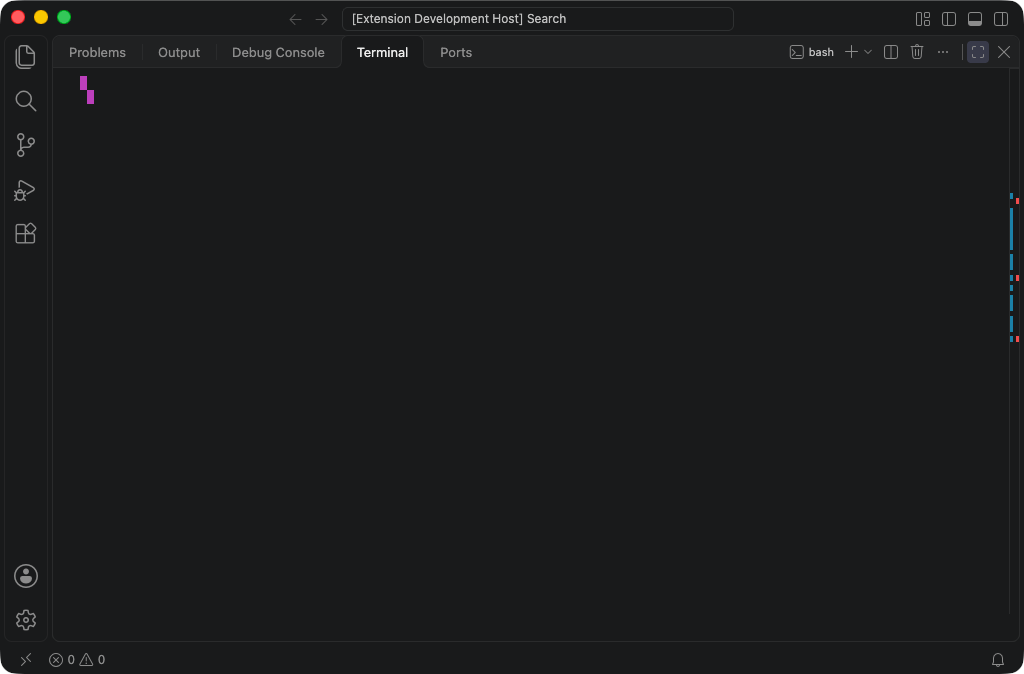 [Extension Development Host] Search
Problems
Output
Debug Console
Terminal
Ports
bash
0
0